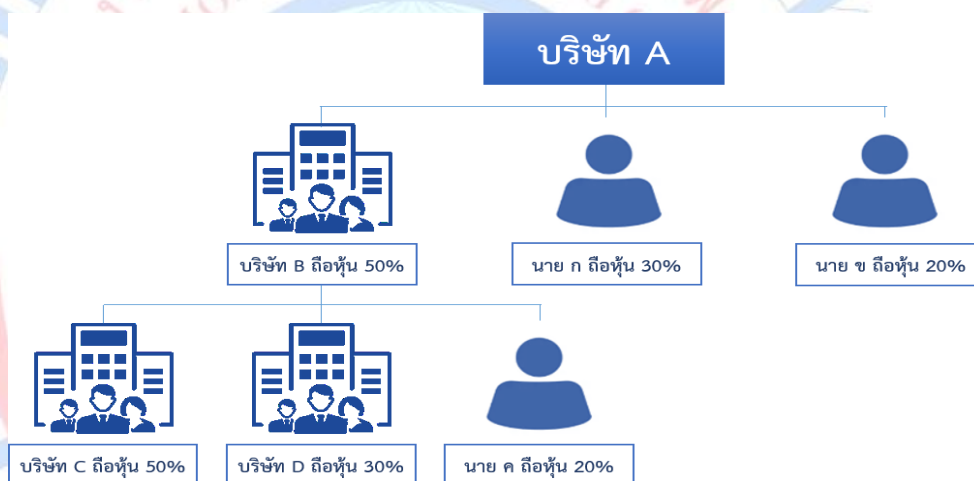 บริษัท A
บริษัท B ถือหุ้น 50%
นาย ก ถือหุ้น 30%
นาย ข ถือหุ้น 20%
บริษัท C ถือหุ้น 50%
บริษัท D ถือหุ้น 30%
นาย ค ถือหุ้น 20%